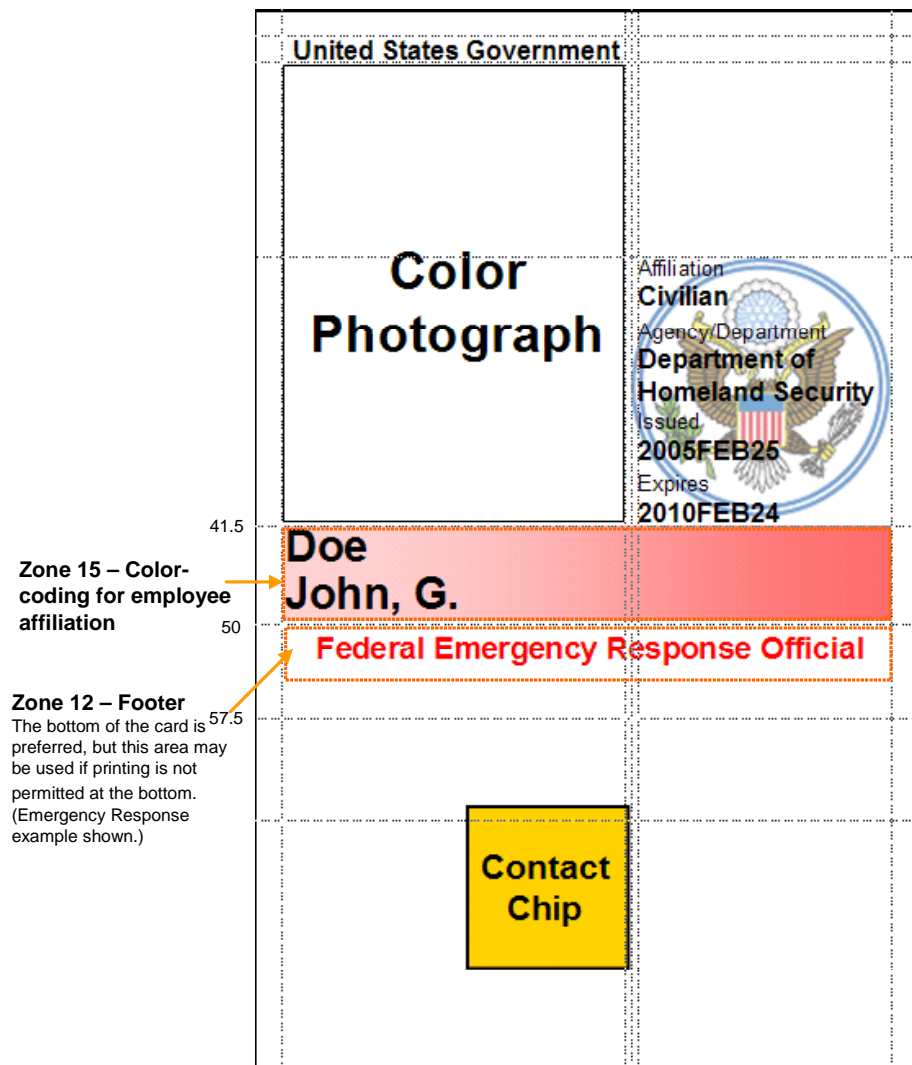 United States Government
Color
Photograph
Affiliation
Civilian
Agency/Department
Department of
Homeland Security
Issued
2005FEB25
Expires
2010FEB24
41.5
Doe
John, G.
Zone 15 – Color-
coding for employee
affiliation
50
Federal Emergency Response Official
Zone 12 – Footer
57.5
The bottom of the card is
preferred, but this area may
be used if printing is not
permitted at the bottom.
(Emergency Response
example shown.)
Contact
Chip